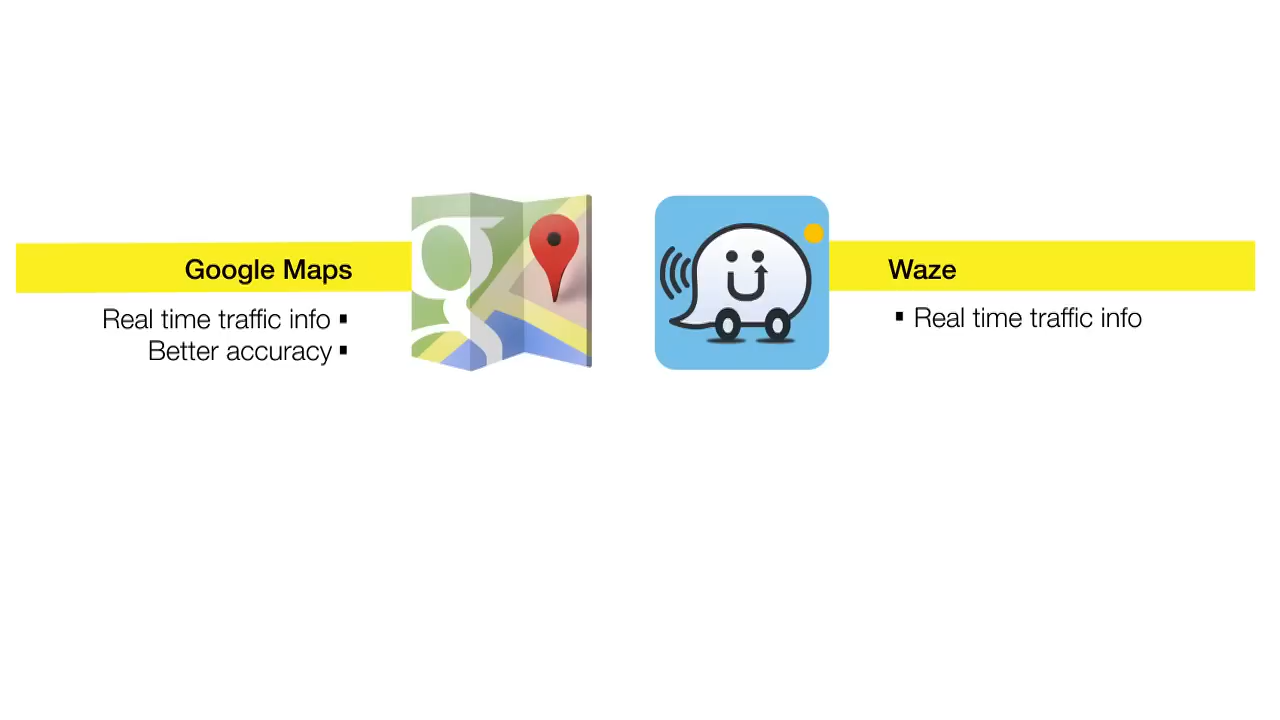 Google Maps
Real time traffic info ▪
Better accuracy ▪
g
Waze
▪ Real time traffic info